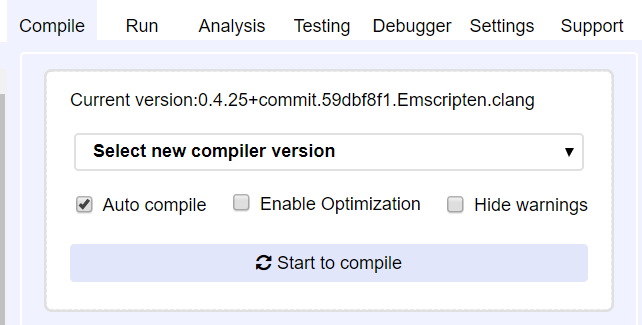 Compile Run Analysis Testing Debugger Settings Support
Current version:0.4.25+commit.59dbf8f1.Emscripten.clang
Select new compiler version
Auto compile Enable Optimization Hide warnings
Start to compile